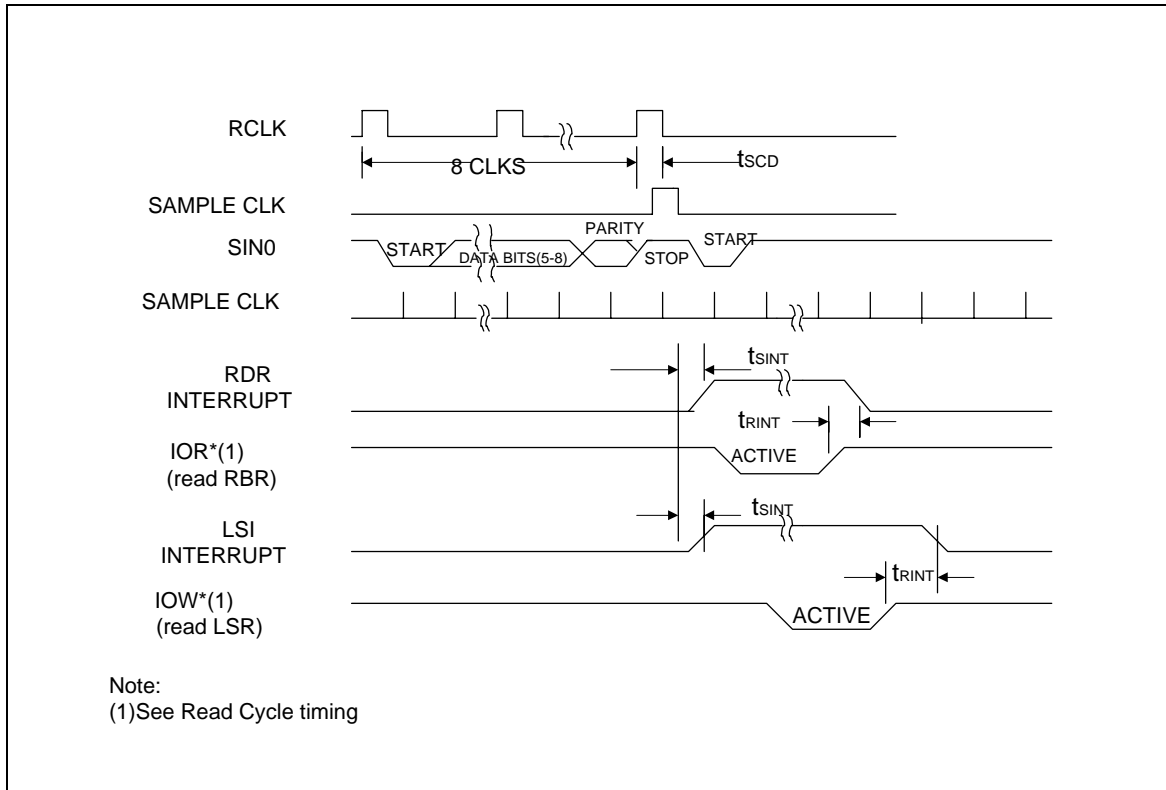 RCLK
8 CLKS
tSCD
SAMPLE CLK
PARITY
SIN0
START
DATA BITS(5-8)
STOP
START
SAMPLE CLK
tSINT
RDR
INTERRUPT
tRINT
IOR*(1)
(read RBR)
ACTIVE
tSINT
LSI
INTERRUPT
tRINT
IOW*(1)
(read LSR)
ACTIVE
Note:
(1)See Read Cycle timing